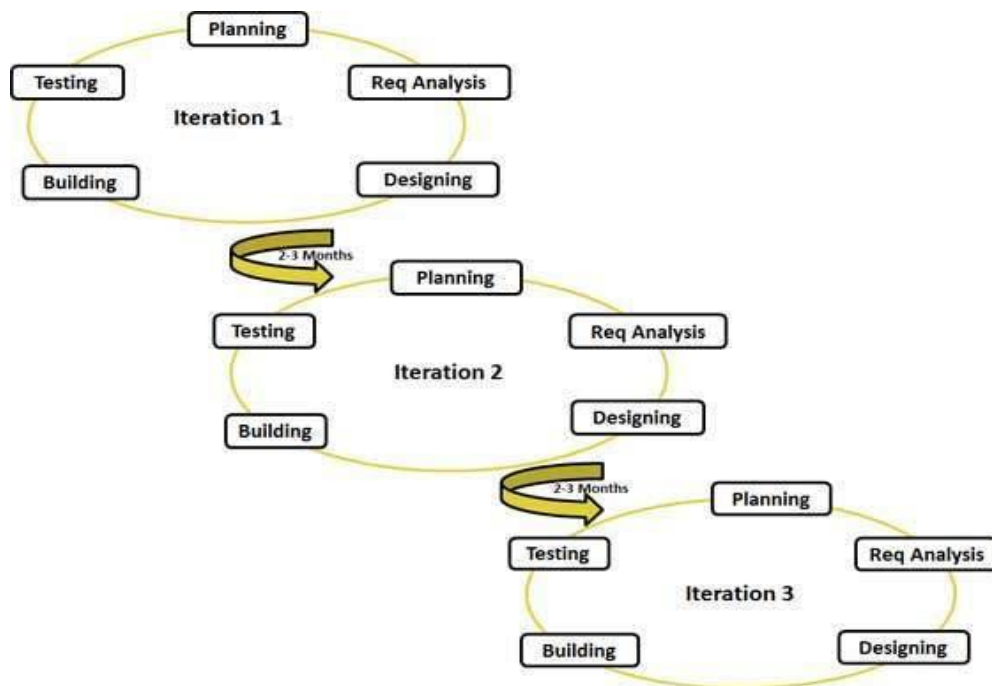 Planning
Testing
Req Analysis
Iteration 1
Building
Designing
2-3 Months
Planning
Testing
Req Analysis
Iteration 2
Building
Designing
2-3 Months
Planning
Testing
Req Analysis
Iteration 3
Building
Designing